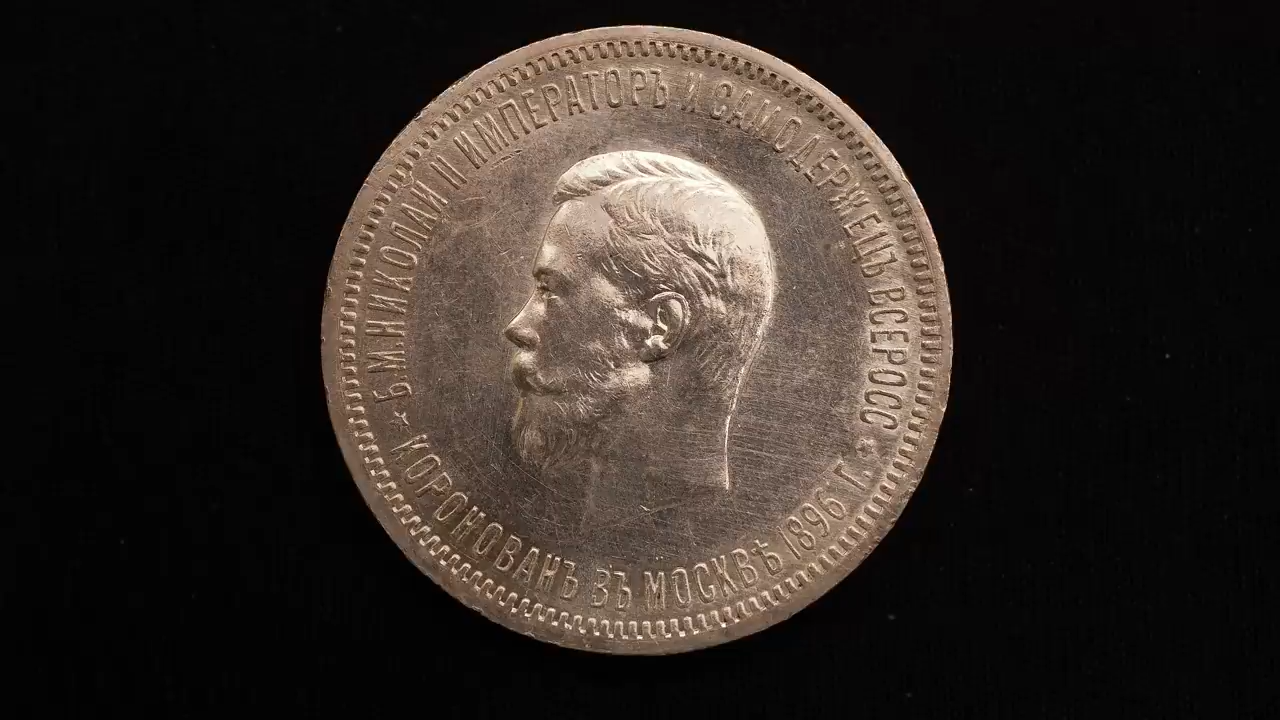 Б.М.НИКОЛАЙ II ИМПЕРАТОРЪ И САМОДЕРЖЕЦЪ ВСЕРОСС
КОРОНОВАНЪ ВЪ МОСКВѢ 1896 Г.